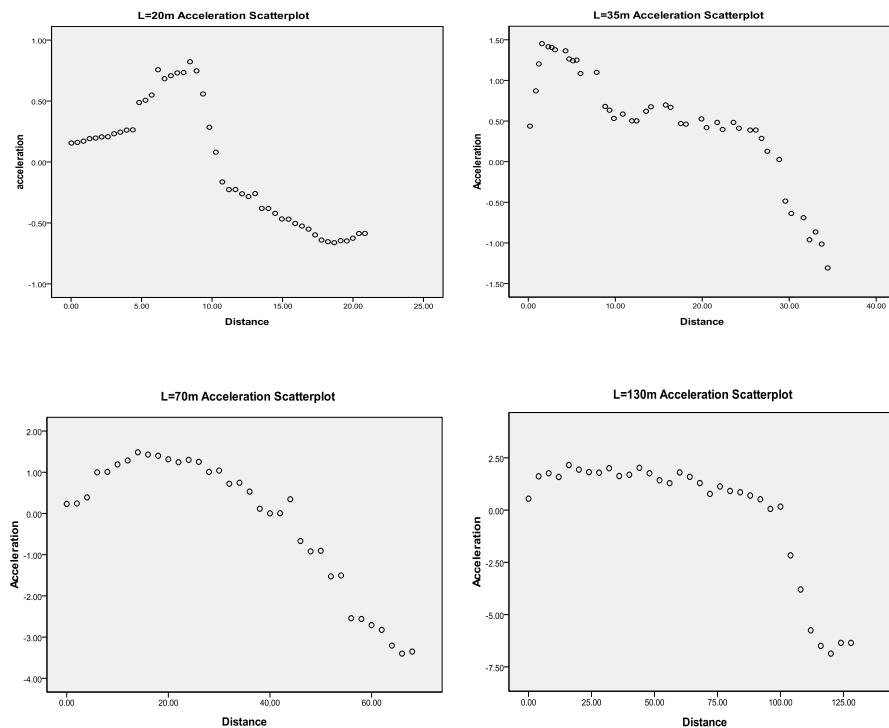 L=20m Acceleration Scatterplot
1.00
0.50
0.00
-0.50
-1.00
acceleration
0.00 5.00 10.00 15.00 20.00 25.00
Distance
L=35m Acceleration Scatterplot
1.50
1.00
0.50
0.00
-0.50
-1.00
-1.50
Acceleration
0.00 10.00 20.00 30.00 40.00
Distance
L=70m Acceleration Scatterplot
2.00
1.00
0.00
-1.00
-2.00
-3.00
-4.00
Acceleration
0.00 20.00 40.00 60.00
Distance
L=130m Acceleration Scatterplot
2.50
0.00
-2.50
-5.00
-7.50
Acceleration
0.00 25.00 50.00 75.00 100.00 125.00
Distance